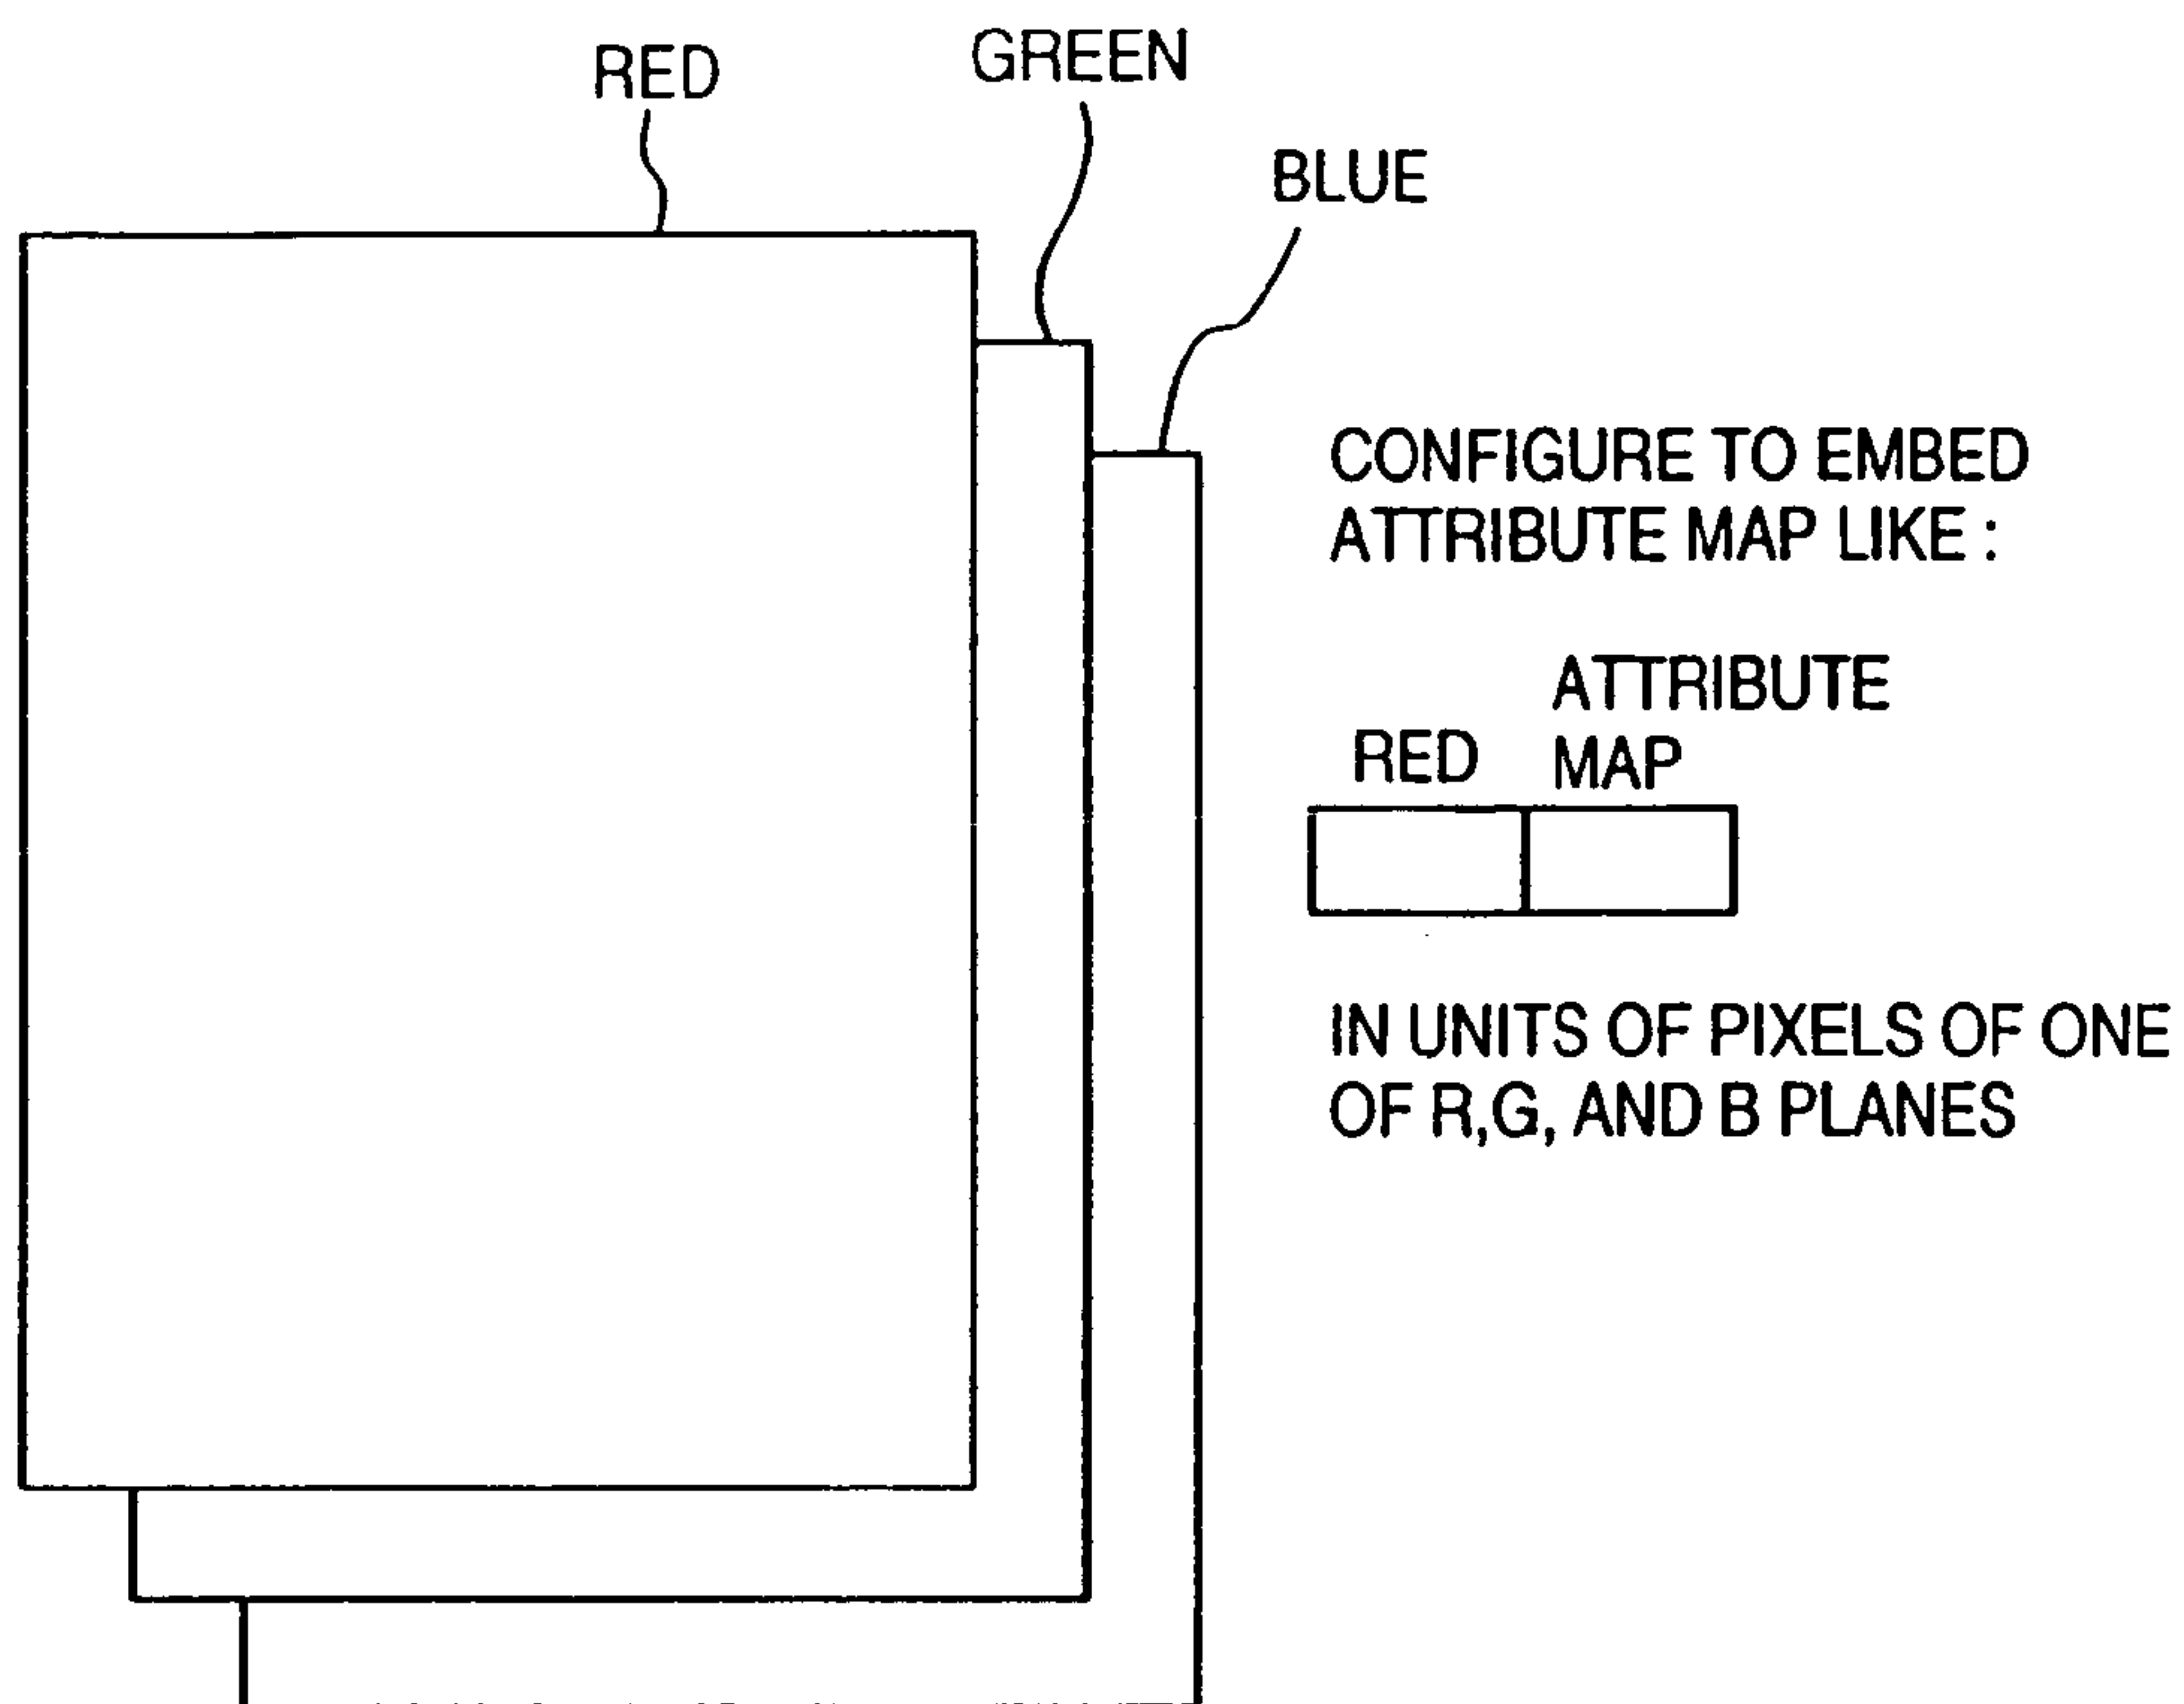 RED
GREEN
BLUE
CONFIGURE TO EMBED
ATTRIBUTE MAP LIKE :
ATTRIBUTE
RED MAP
IN UNITS OF PIXELS OF ONE
OF R,G, AND B PLANES